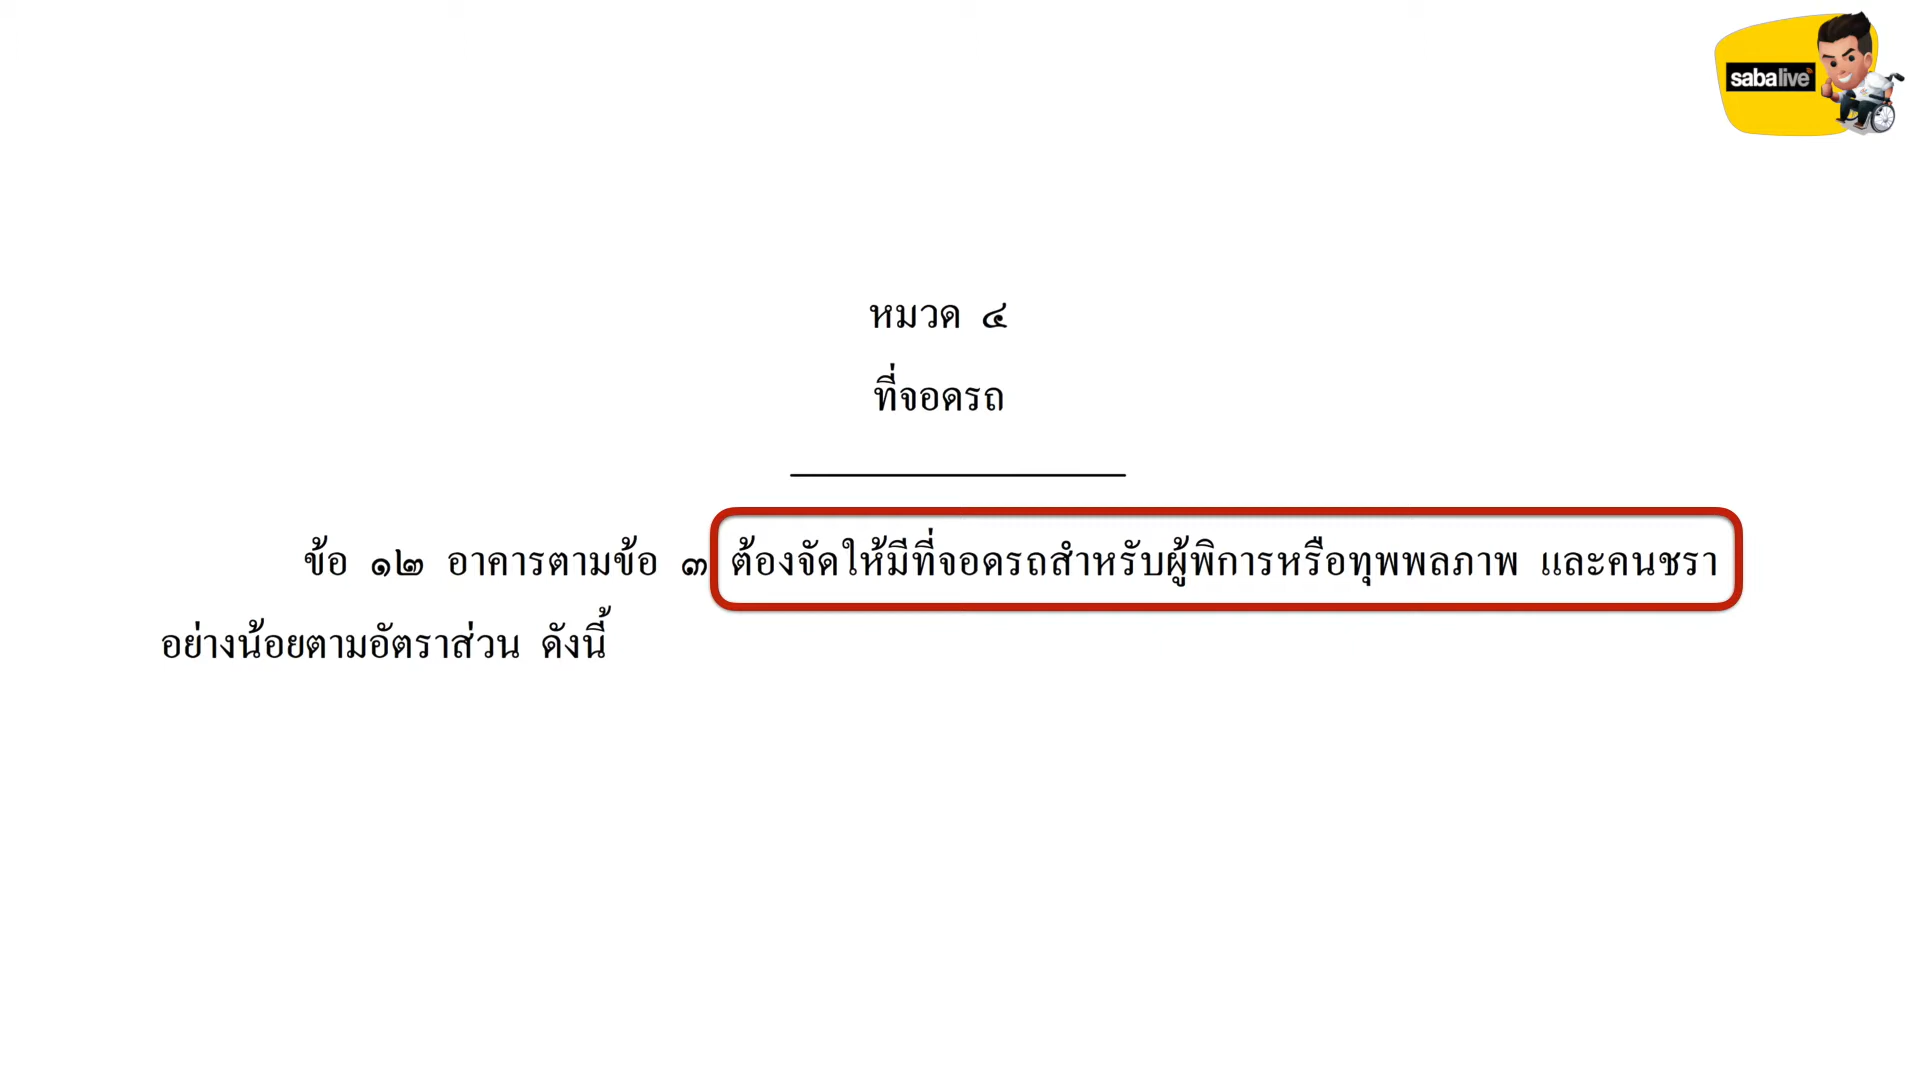 sabalive
หมวด ๔
ที่จอดรถ
ข้อ ๑๒ อาคารตามข้อ ๓ ต้องจัดให้มีที่จอดรถสำหรับผู้พิการหรือทุพพลภาพ และคนชรา
อย่างน้อยตามอัตราส่วน ดังนี้